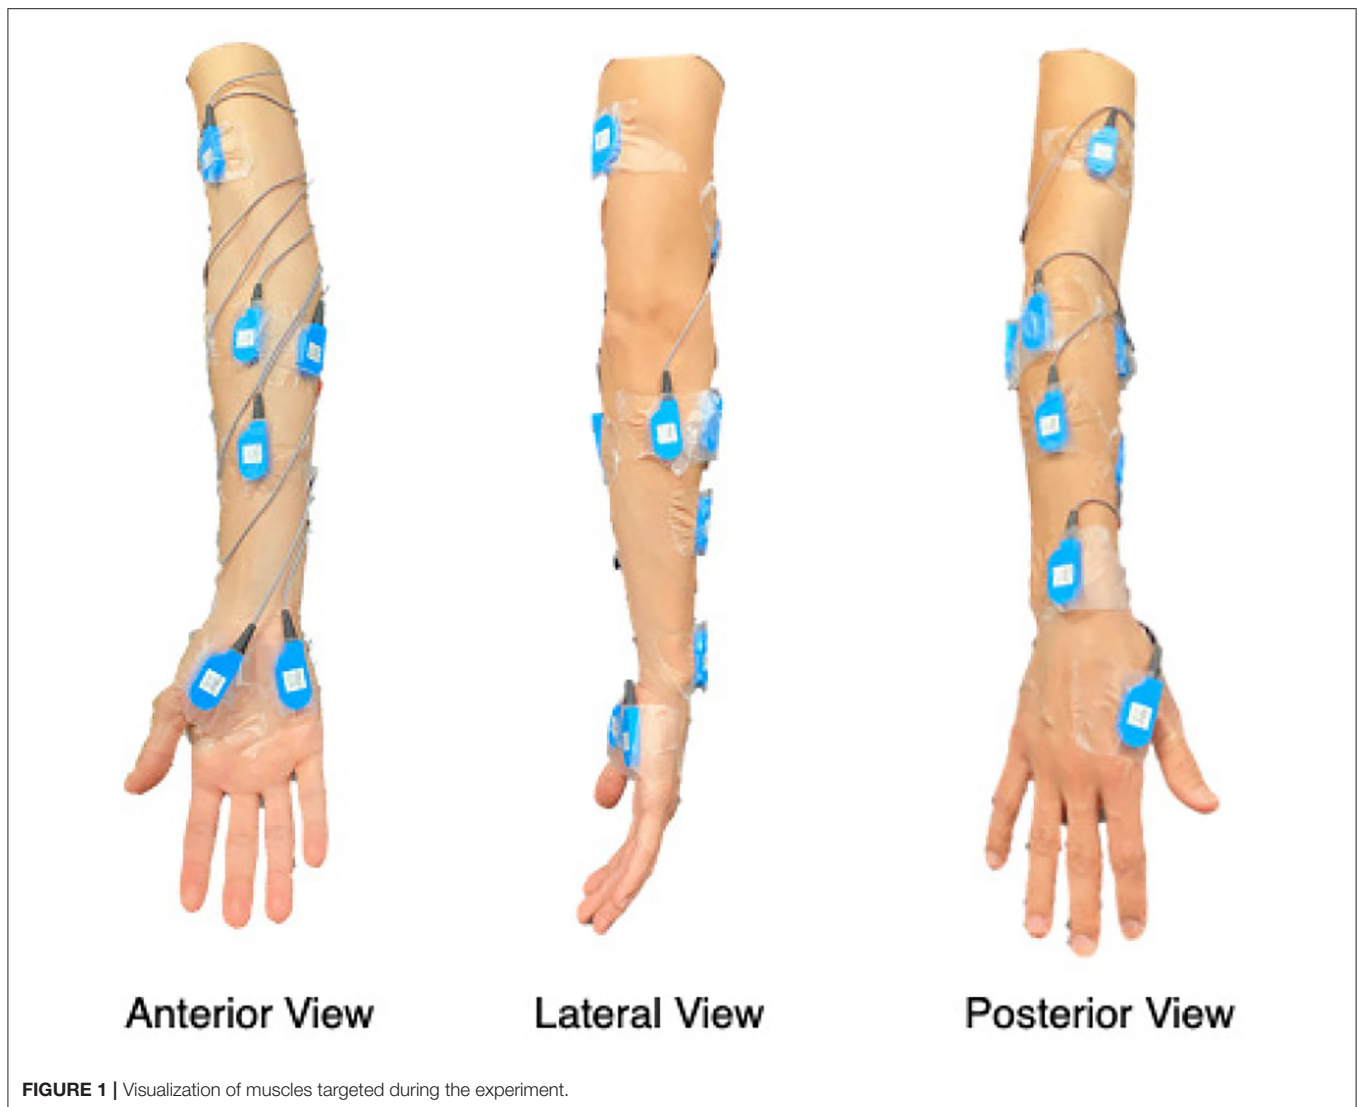 Anterior View
Lateral View
Posterior View
FIGURE 1 | Visualization of muscles targeted during the experiment.